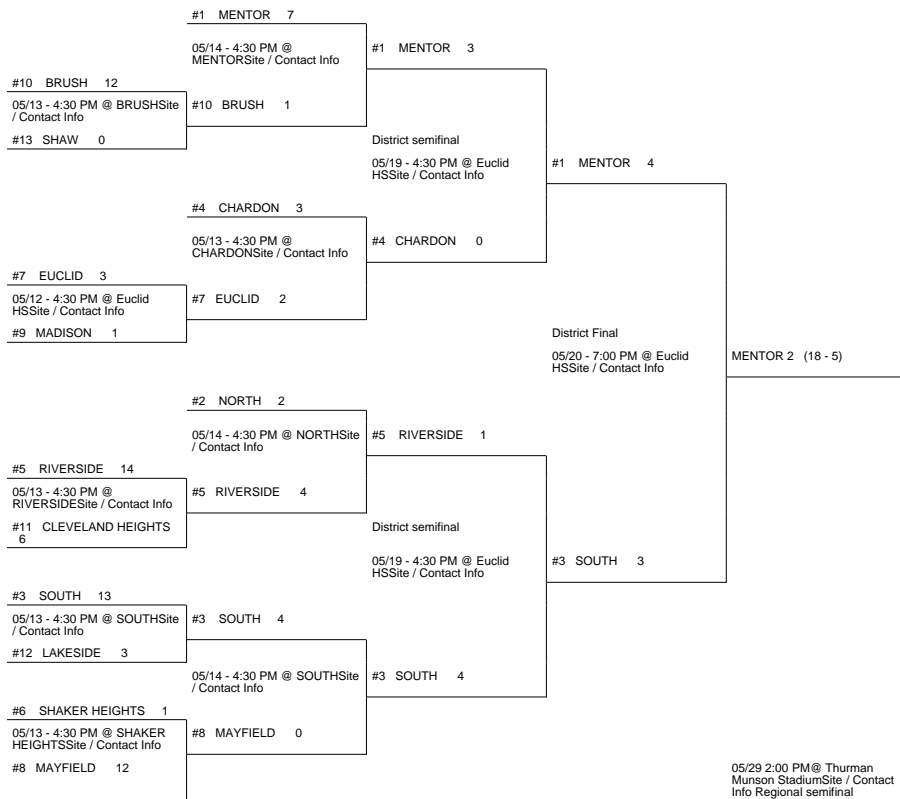 #1 MENTOR 7
05/14 - 4:30 PM @
MENTORSite / Contact Info
#1 MENTOR 3
#10 BRUSH 12
05/13 - 4:30 PM @ BRUSHSite
/ Contact Info
#10 BRUSH 1
#13 SHAW 0
District semifinal
05/19 - 4:30 PM @ Euclid
HSSite / Contact Info
#1 MENTOR 4
#4 CHARDON 3
05/13 - 4:30 PM @
CHARDONSite / Contact Info
#4 CHARDON 0
#7 EUCLID 3
05/12 - 4:30 PM @ Euclid
HSSite / Contact Info
#7 EUCLID 2
#9 MADISON 1
District Final
05/20 - 7:00 PM @ Euclid
HSSite / Contact Info
MENTOR 2 (18 - 5)
#2 NORTH 2
05/14 - 4:30 PM @ NORTHSite
/ Contact Info
#5 RIVERSIDE 1
#5 RIVERSIDE 14
05/13 - 4:30 PM @
RIVERSIDESite / Contact Info
#5 RIVERSIDE 4
#11 CLEVELAND HEIGHTS
6
District semifinal
05/19 - 4:30 PM @ Euclid
HSSite / Contact Info
#3 SOUTH 3
#3 SOUTH 13
05/13 - 4:30 PM @ SOUTHSite
/ Contact Info
#3 SOUTH 4
#12 LAKESIDE 3
05/14 - 4:30 PM @ SOUTHSite
/ Contact Info
#3 SOUTH 4
#6 SHAKER HEIGHTS 1
05/13 - 4:30 PM @ SHAKER
HEIGHTSSite / Contact Info
#8 MAYFIELD 0
#8 MAYFIELD 12
05/29 2:00 PM@ Thurman
Munson StadiumSite / Contact
Info Regional semifinal